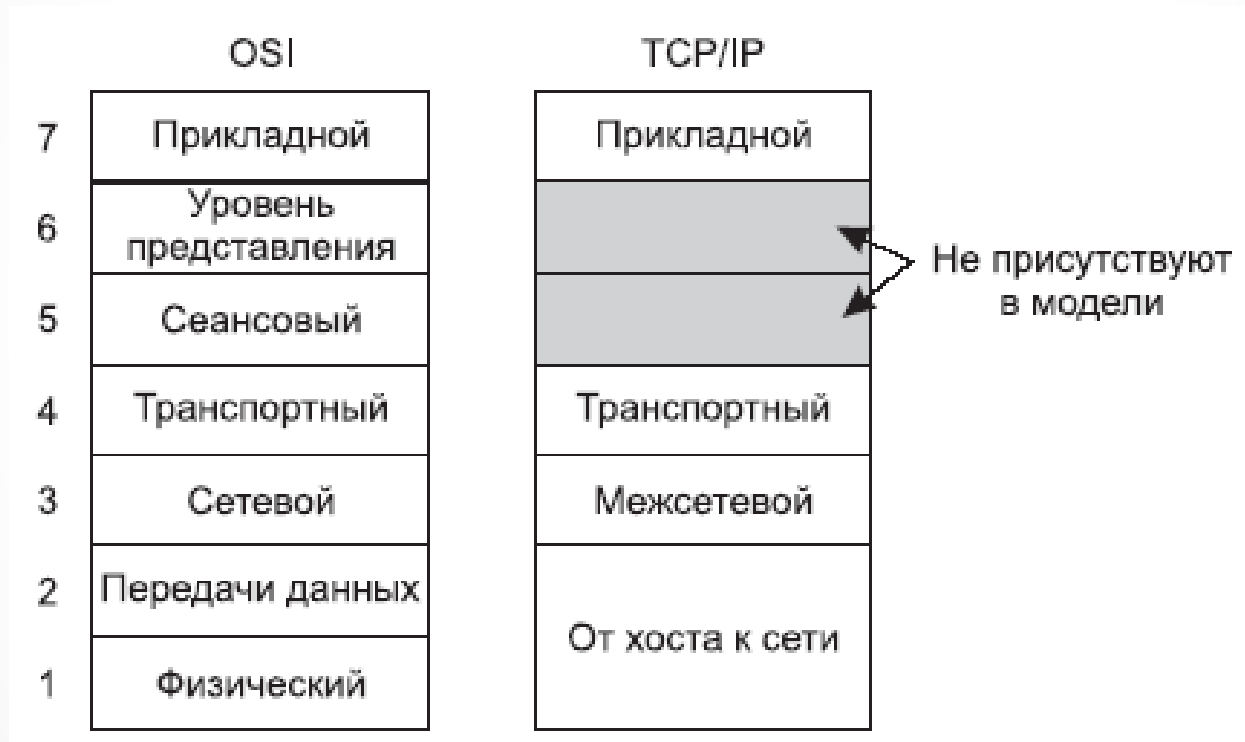 OSI
TCP/IP
7
Прикладной
Прикладной
6
Уровень
представления
Не присутствуют
в модели
5
Сеансовый
4
Транспортный
Транспортный
3
Сетевой
Межсетевой
2
Передачи данных
От хоста к сети
1
Физический